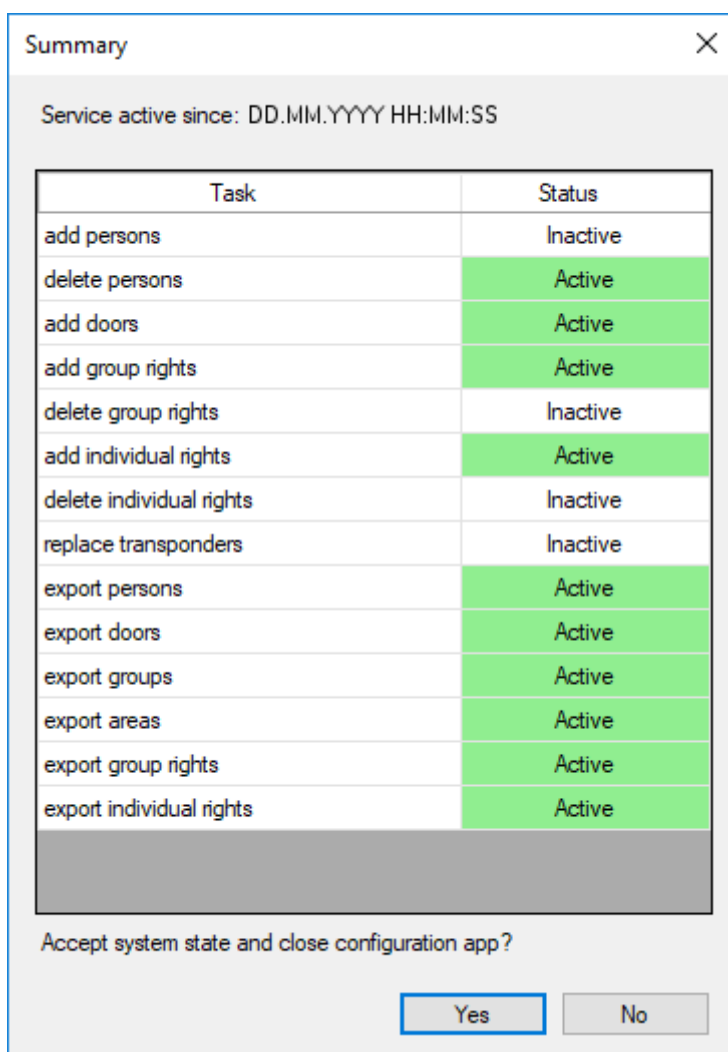 Summary
Service active since: DD.MM.YYYY HH:MM:SS
Task Status
add persons Inactive
delete persons Active
add doors Active
add group rights Active
delete group rights Inactive
add individual rights Active
delete individual rights Inactive
replace transponders Inactive
export persons Active
export doors Active
export groups Active
export areas Active
export group rights Active
export individual rights Active
Accept system state and close configuration app?
Yes No